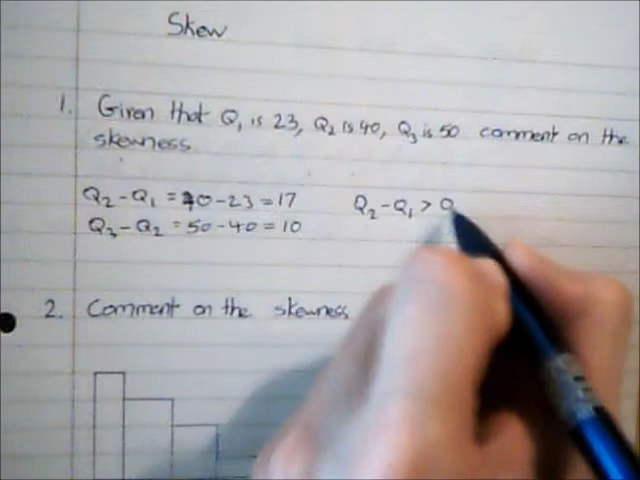 Skew
1. Given that Q₁ is 23, Q₂ is 40, Q₃ is 50 comment on the
skewness
Q₂ - Q₁ = 40 - 23 = 17 Q₂ - Q₁ > Q
Q₃ - Q₂ = 50 - 40 = 10
2. Comment on the skewness